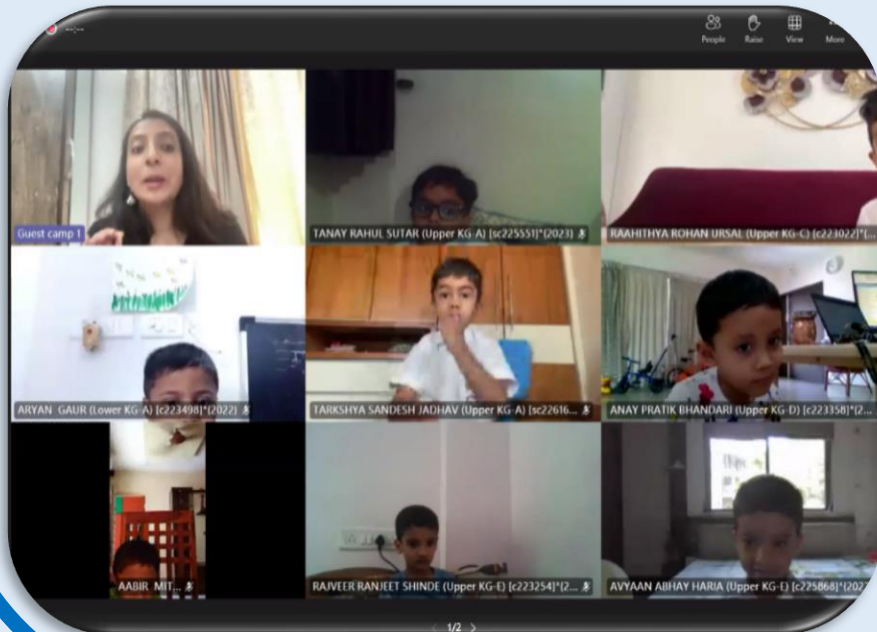 --:--
People Raise View More
Guest camp 1
TANAY RAHUL SUTAR (Upper KG-A) [sc225551]*(2023)
RAAHITHYA ROHAN URSAL (Upper KG-C) [c223022]*(...
ARYAN GAUR (Lower KG-A) [c223498]*(2022)
TARKSHYA SANDESH JADHAV (Upper KG-A) [sc22616...
ANAY PRATIK BHANDARI (Upper KG-D) [c223358]*(2...
AABIR MIT...
RAJVEER RANJEET SHINDE (Upper KG-E) [c223254]*(2...
AVYAAN ABHAY HARIA (Upper KG-E) [c225868]*(202
1/2